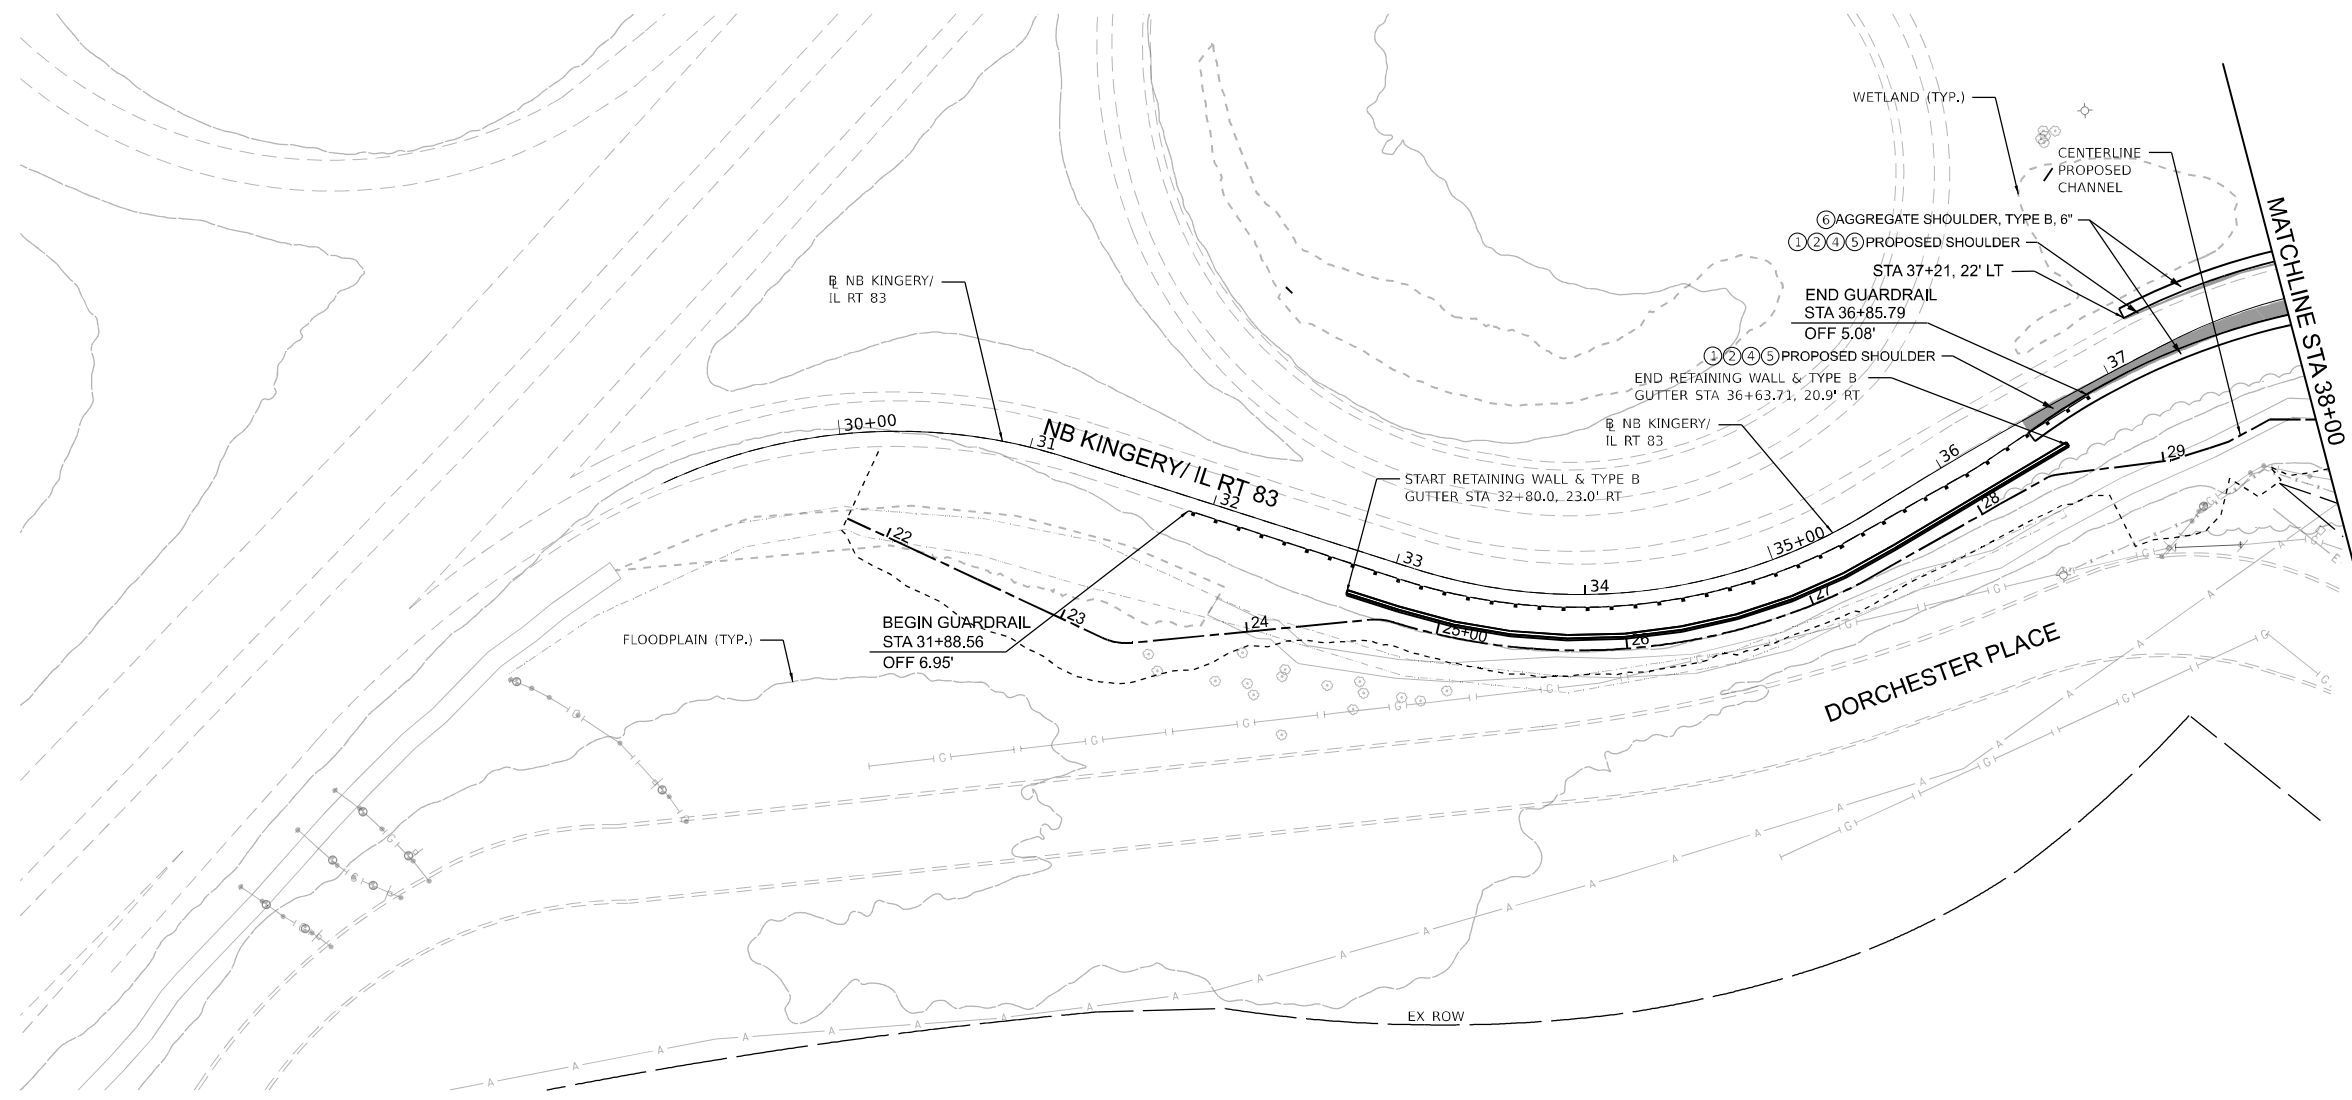 WETLAND (TYP.)
CENTERLINE
PROPOSED
CHANNEL
⑥AGGREGATE SHOULDER, TYPE B, 6"
①②④⑤PROPOSED SHOULDER
STA 37+21, 22' LT
END GUARDRAIL
STA 36+85.79
OFF 5.08'
①②④⑤PROPOSED SHOULDER
END RETAINING WALL & TYPE B
GUTTER STA 36+63.71, 20.9' RT
BL NB KINGERY/
IL RT 83
MATCHLINE STA 38+00
BL NB KINGERY/
IL RT 83
30+00
31
NB KINGERY/ IL RT 83
32
33
34
35+00
36
37
START RETAINING WALL & TYPE B
GUTTER STA 32+80.0, 23.0' RT
22
23
24
25+00
26
27
28
29
BEGIN GUARDRAIL
STA 31+88.56
OFF 6.95'
FLOODPLAIN (TYP.)
DORCHESTER PLACE
EX ROW